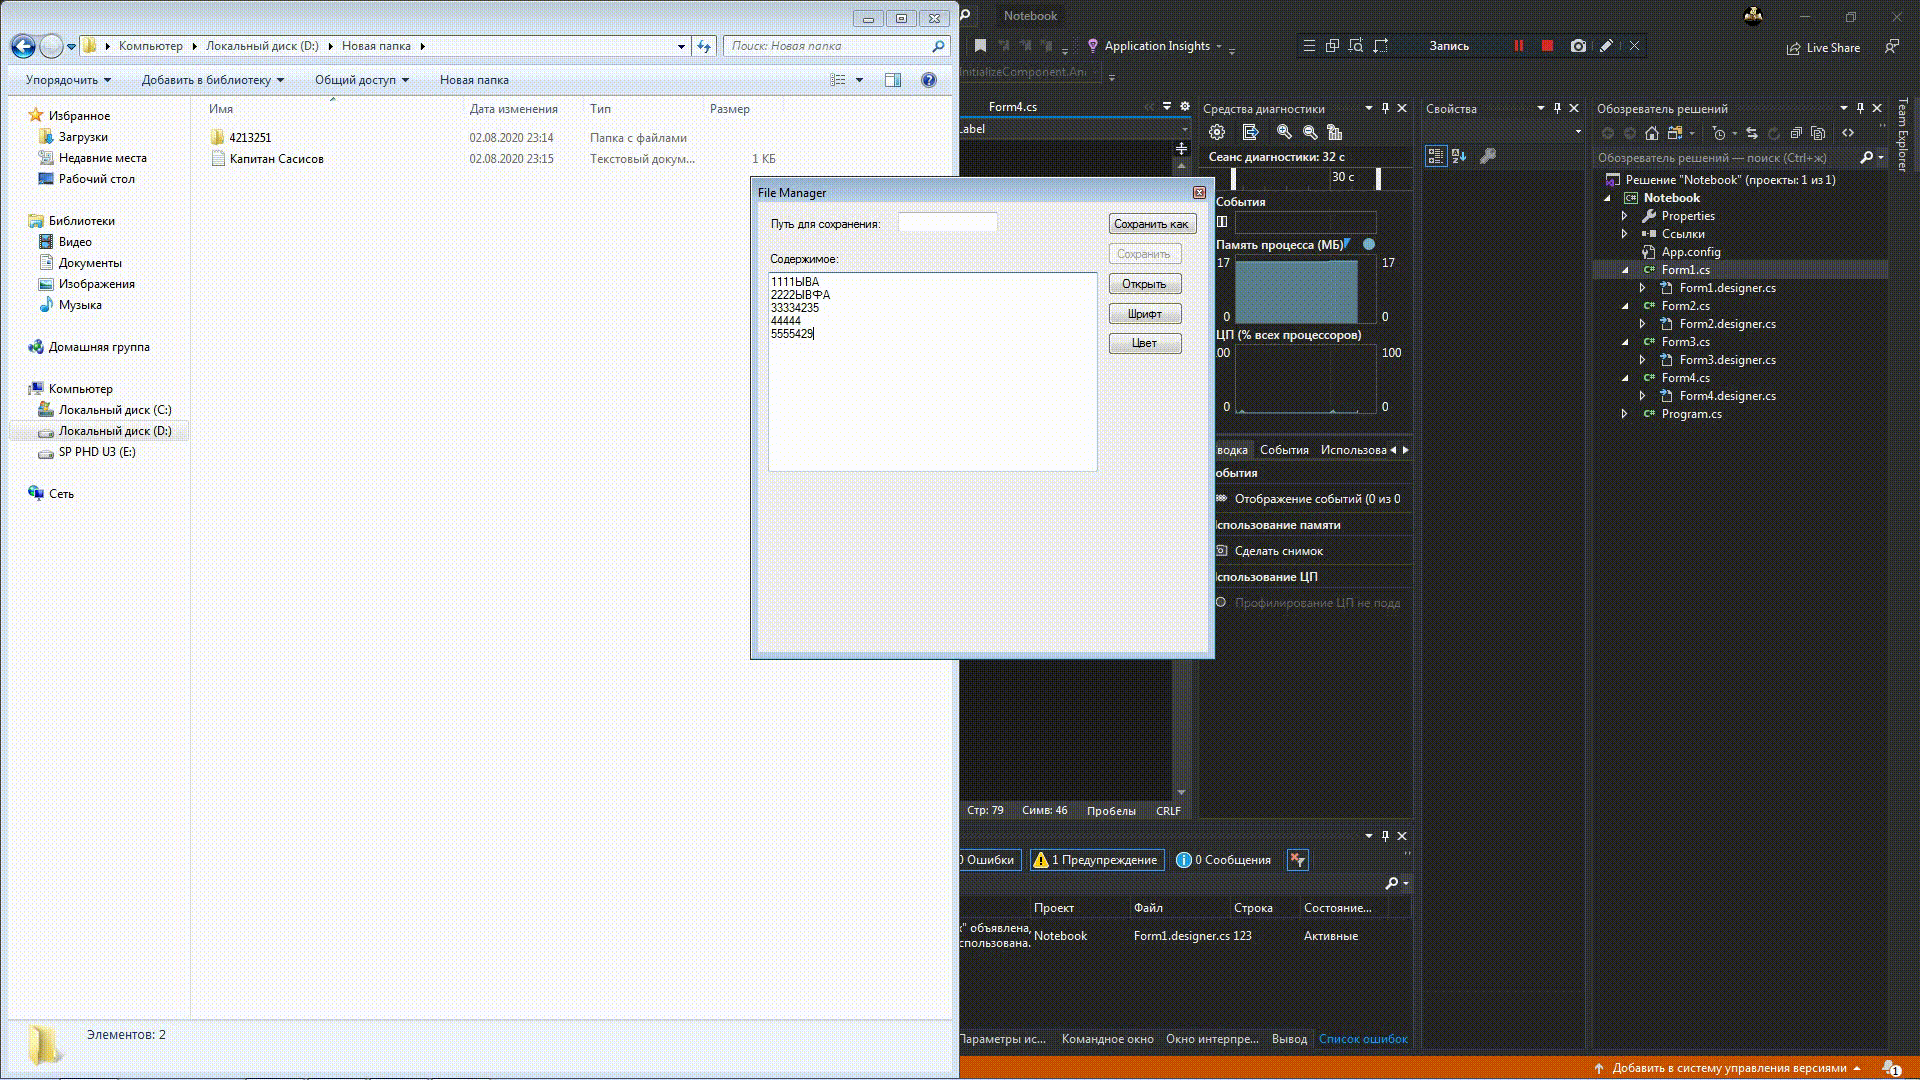 Компьютер
Локальный диск (D:)
Новая папка
Поиск: Новая папка
Упорядочить
Добавить в библиотеку
Общий доступ
Новая папка
Избранное
Загрузки
Недавние места
Рабочий стол
Библиотеки
Видео
Документы
Изображения
Музыка
Домашняя группа
Компьютер
Локальный диск (C:)
Локальный диск (D:)
SP PHD U3 (E:)
Сеть
Имя Дата изменения Тип Размер
4213251 02.08.2020 23:14 Папка с файлами
Капитан Сасисов 02.08.2020 23:15 Текстовый докум... 1 КБ
Элементов: 2
File Manager
Путь для сохранения:
Содержимое:
1111ЫВА
2222ЫВФА
33334235
44444
5555429
Сохранить как
Сохранить
Открыть
Шрифт
Цвет
Notebook
Application Insights
Запись
Live Share
InitializeComponent.An
Form4.cs
Label
Стр: 79 Симв: 46 Пробелы CRLF
Средства диагностики
Сеанс диагностики: 32 с
30 с
События
Память процесса (МБ)
17 17
0 0
ЦП (% всех процессоров)
00 100
0 0
водка События Использова
обытия
Отображение событий (0 из 0
спользование памяти
Сделать снимок
спользование ЦП
Профилирование ЦП не подд
Свойства
Обозреватель решений
Обозреватель решений — поиск (Ctrl+ж)
Решение "Notebook" (проекты: 1 из 1)
Notebook
Properties
Ссылки
App.config
Form1.cs
Form1.designer.cs
Form2.cs
Form2.designer.cs
Form3.cs
Form3.designer.cs
Form4.cs
Form4.designer.cs
Program.cs
Team Explorer
0 Ошибки
1 Предупреждение
0 Сообщения
Проект Файл Строка Состояние...
" объявлена,
спользована.
Notebook Form1.designer.cs 123 Активные
Параметры ис... Командное окно Окно интерпре... Вывод Список ошибок
Добавить в систему управления версиями
1